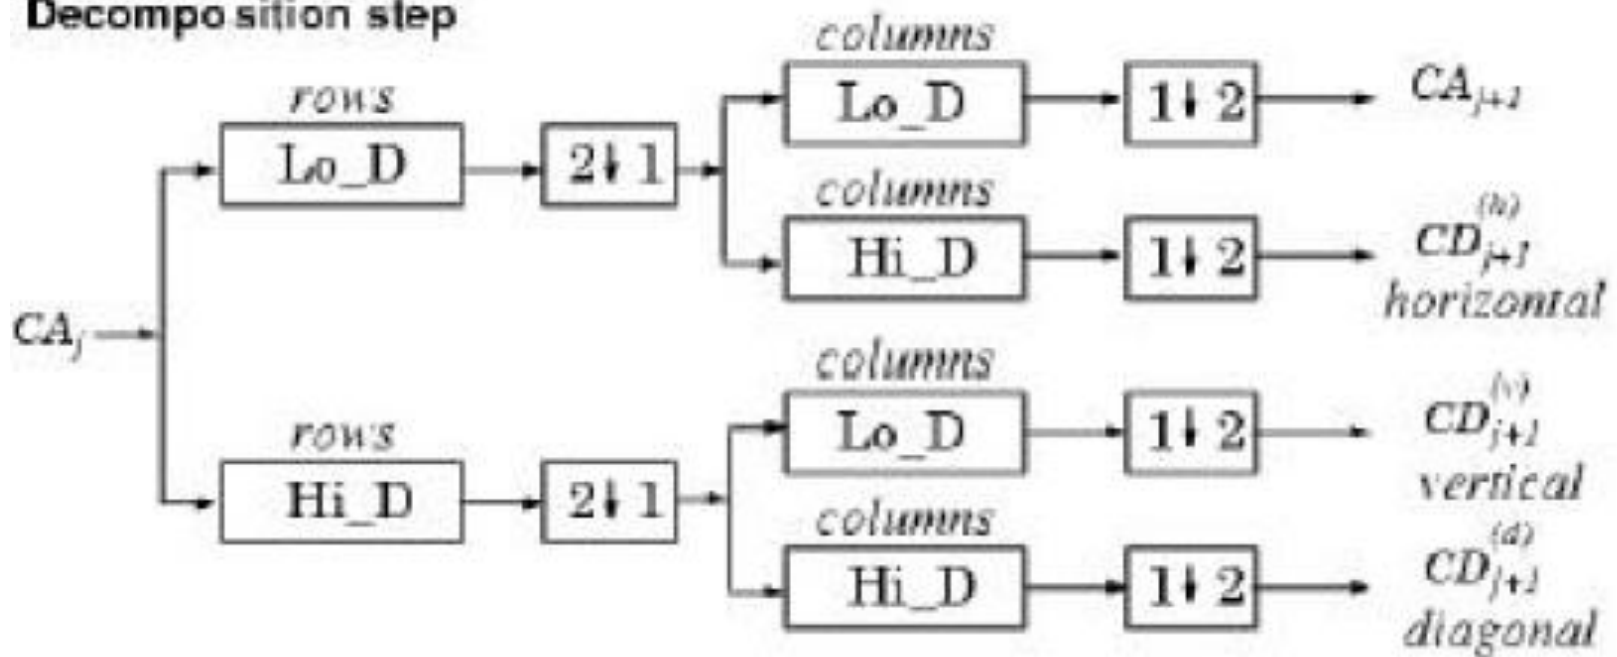 Decomposition step
columns
Lo_D
1↓2
CA_{j+1}
rows
Lo_D
2↓1
columns
Hi_D
1↓2
CD_{j+1}^{(h)}
horizontal
CA_j
columns
Lo_D
1↓2
CD_{j+1}^{(v)}
vertical
rows
Hi_D
2↓1
columns
Hi_D
1↓2
CD_{j+1}^{(d)}
diagonal